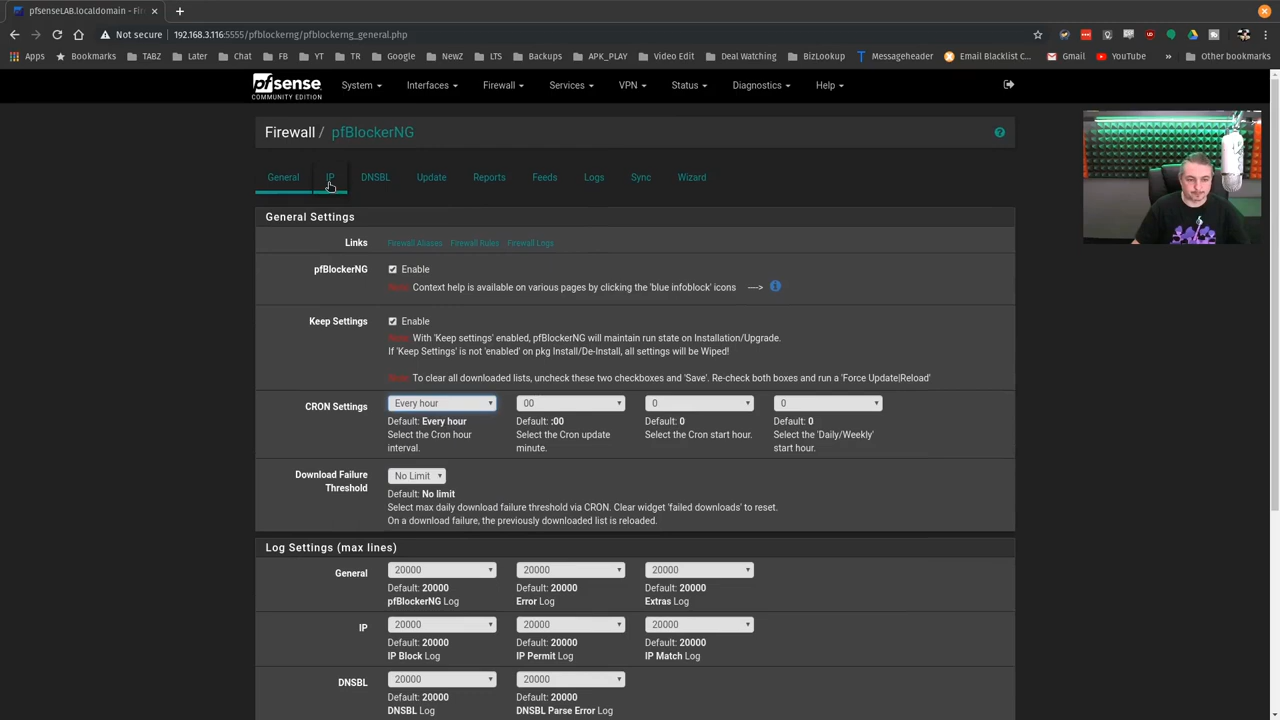 pfsenseLAB.localdomain - Fire
Not secure 192.168.3.116:5555/pfblockerng/pfblockerng_general.php
Apps Bookmarks TABZ Later Chat FB YT TR Google NewZ LTS Backups APK_PLAY Video Edit Deal Watching BizLookup Messageheader Email Blacklist C Gmail YouTube » Other bookmarks
pfsense COMMUNITY EDITION System Interfaces Firewall Services VPN Status Diagnostics Help
Firewall / pfBlockerNG
General IP DNSBL Update Reports Feeds Logs Sync Wizard
General Settings
Links Firewall Aliases Firewall Rules Firewall Logs
pfBlockerNG Enable
Context help is available on various pages by clicking the 'blue infoblock' icons ---->
Keep Settings Enable
With 'Keep settings' enabled, pfBlockerNG will maintain run state on Installation/Upgrade.
If 'Keep Settings' is not 'enabled' on pkg Install/De-Install, all settings will be Wiped!
To clear all downloaded lists, uncheck these two checkboxes and 'Save'. Re-check both boxes and run a 'Force Update|Reload'
CRON Settings Every hour 00 0 0
Default: Every hour Default: :00 Default: 0 Default: 0
Select the Cron hour Select the Cron update Select the Cron start hour. Select the 'Daily/Weekly'
interval. minute. start hour.
Download Failure Threshold No Limit
Default: No limit
Select max daily download failure threshold via CRON. Clear widget 'failed downloads' to reset.
On a download failure, the previously downloaded list is reloaded.
Log Settings (max lines)
General 20000 20000 20000
Default: 20000 Default: 20000 Default: 20000
pfBlockerNG Log Error Log Extras Log
IP 20000 20000 20000
Default: 20000 Default: 20000 Default: 20000
IP Block Log IP Permit Log IP Match Log
DNSBL 20000 20000
Default: 20000 Default: 20000
DNSBL Log DNSBL Parse Error Log